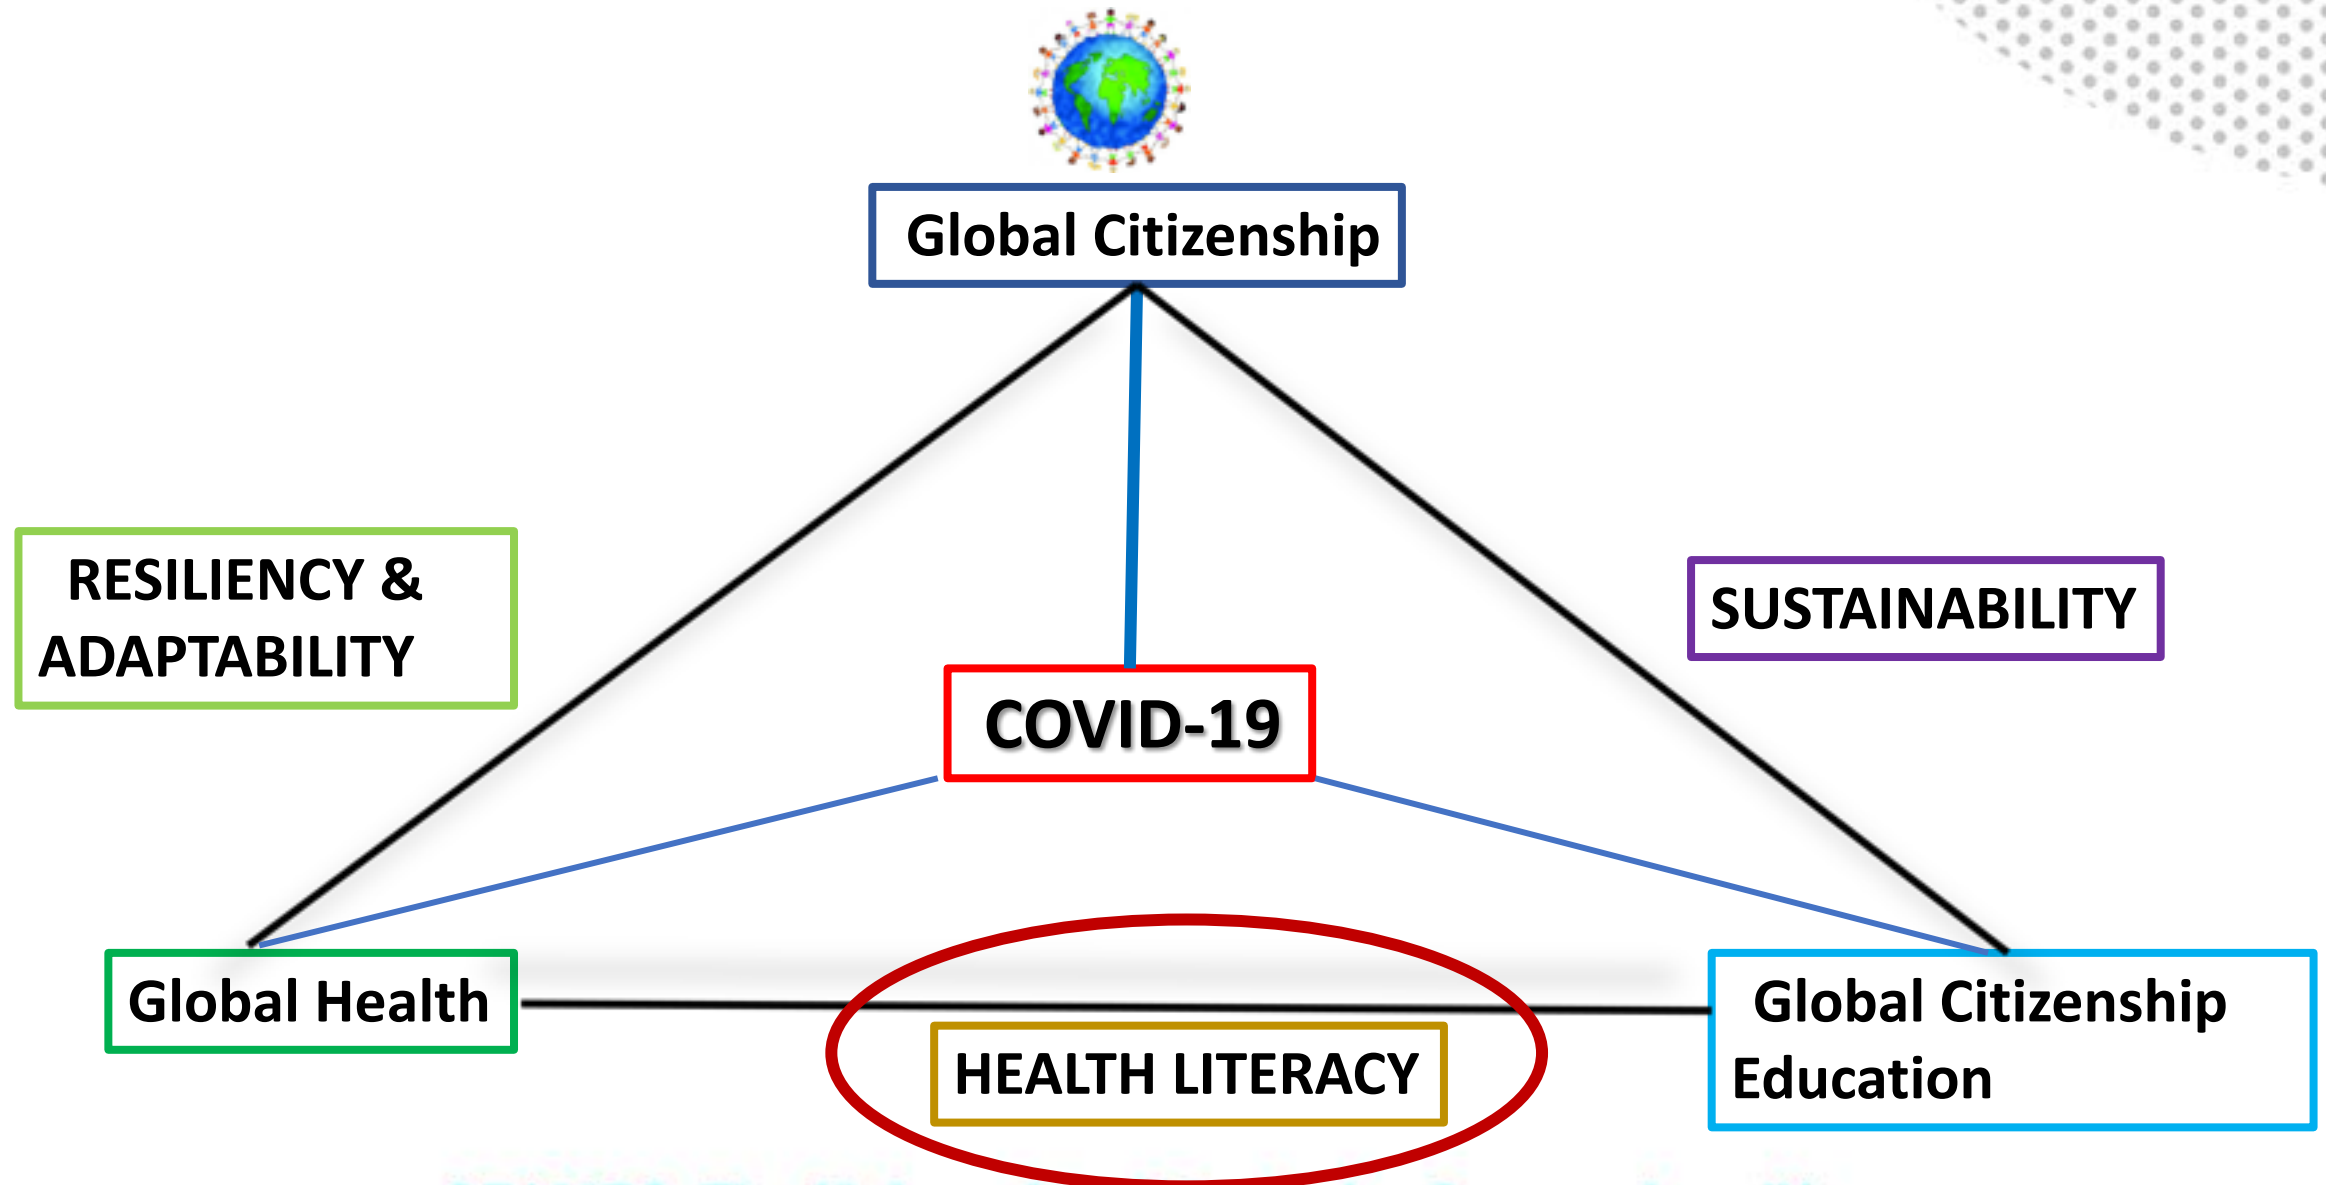 Global Citizenship
RESILIENCY &
ADAPTABILITY
SUSTAINABILITY
COVID-19
Global Health
HEALTH LITERACY
Global Citizenship
Education